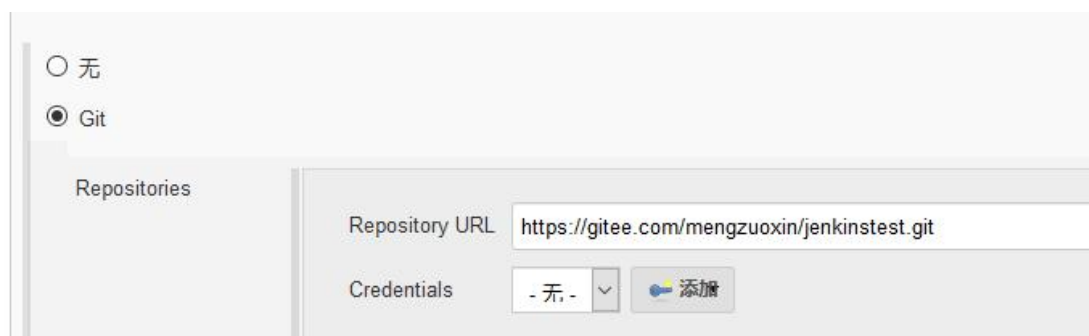 无
Git
Repositories
Repository URL https://gitee.com/mengzuoxin/jenkinstest.git
Credentials - 无 - 添加